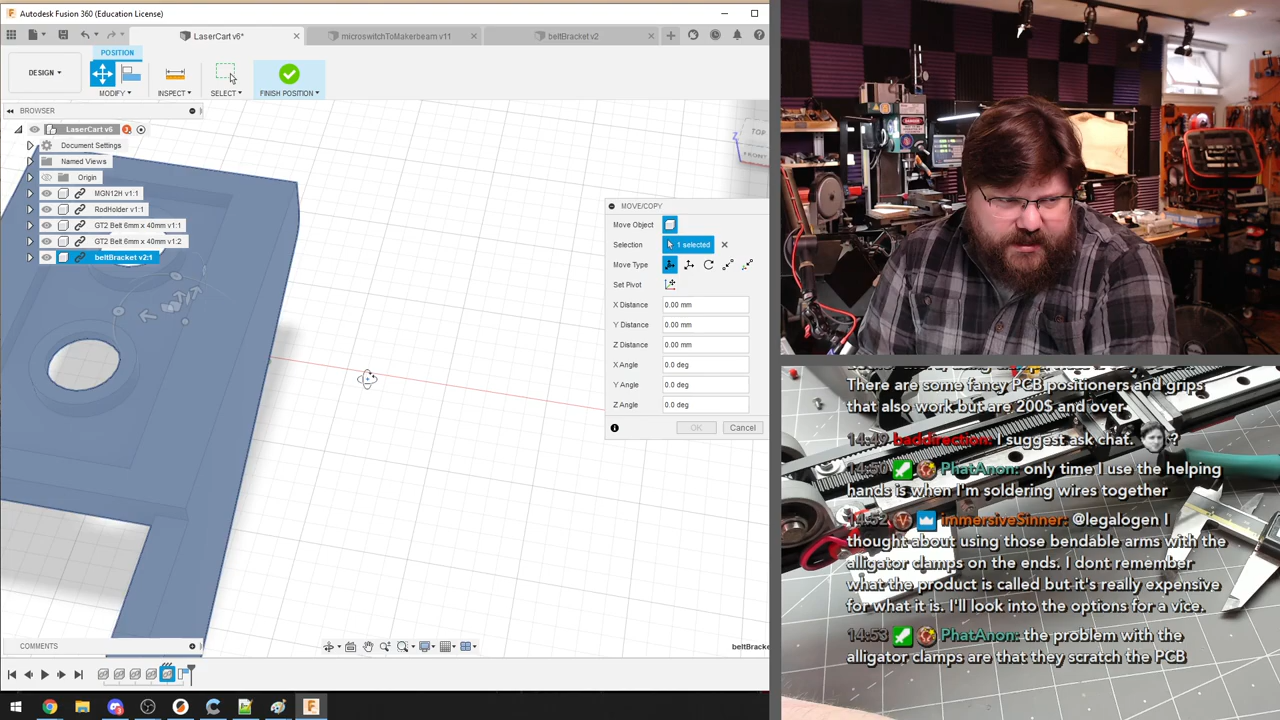 Autodesk Fusion 360 (Education License)
LaserCart v6*
microswitchToMakerbeam v11
beltBracket v2
POSITION
DESIGN
MODIFY
INSPECT
SELECT
FINISH POSITION
BROWSER
LaserCart v6
Document Settings
Named Views
Origin
MGN12H v1:1
RodHolder v1:1
GT2 Belt 6mm x 40mm v1:1
GT2 Belt 6mm x 40mm v1:2
beltBracket v2:1
TOP
FRONT
Z
MOVE/COPY
Move Object
Selection 1 selected
Move Type
Set Pivot
X Distance 0.00 mm
Y Distance 0.00 mm
Z Distance 0.00 mm
X Angle 0.0 deg
Y Angle 0.0 deg
Z Angle 0.0 deg
OK Cancel
COMMENTS
beltBracke
DANGER
There are some fancy PCB positioners and grips
that also work but are 200$ and over
14:49 baddirection: I suggest ask chat. ?
14:50 PhatAnon: only time I use the helping
hands is when I'm soldering wires together
14:52 immersiveSinner: @legalogen I
thought about using those bendable arms with the
alligator clamps on the ends. I dont remember
what the product is called but it's really expensive
for what it is. I'll look into the options for a vice.
14:53 PhatAnon: the problem with the
alligator clamps are that they scratch the PCB